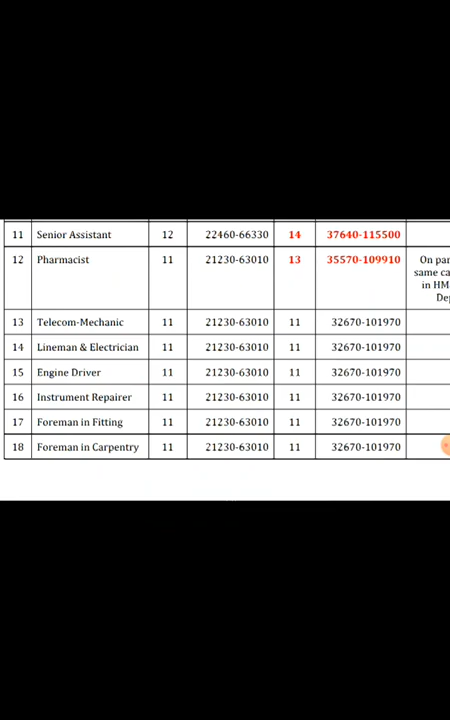 11 Senior Assistant 12 22460-66330 14 37640-115500
12 Pharmacist 11 21230-63010 13 35570-109910 On par
same ca
in HM
De
13 Telecom-Mechanic 11 21230-63010 11 32670-101970
14 Lineman & Electrician 11 21230-63010 11 32670-101970
15 Engine Driver 11 21230-63010 11 32670-101970
16 Instrument Repairer 11 21230-63010 11 32670-101970
17 Foreman in Fitting 11 21230-63010 11 32670-101970
18 Foreman in Carpentry 11 21230-63010 11 32670-101970